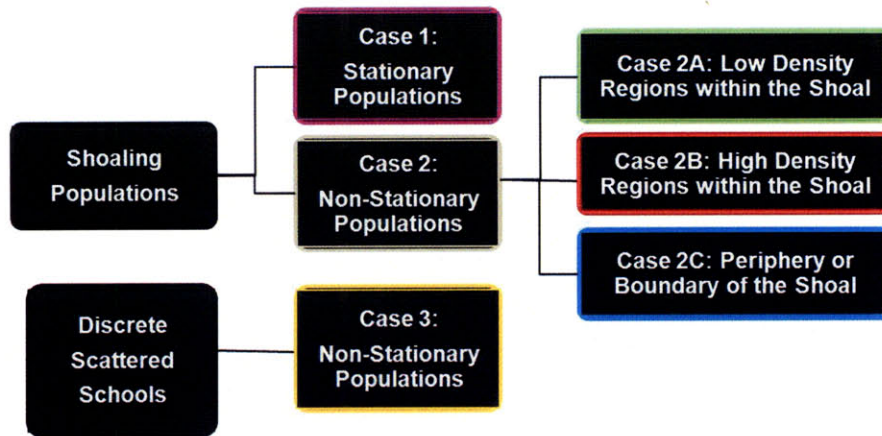 Shoaling
Populations
Case 1:
Stationary
Populations
Case 2:
Non-Stationary
Populations
Case 2A: Low Density
Regions within the Shoal
Case 2B: High Density
Regions within the Shoal
Case 2C: Periphery or
Boundary of the Shoal
Discrete
Scattered
Schools
Case 3:
Non-Stationary
Populations